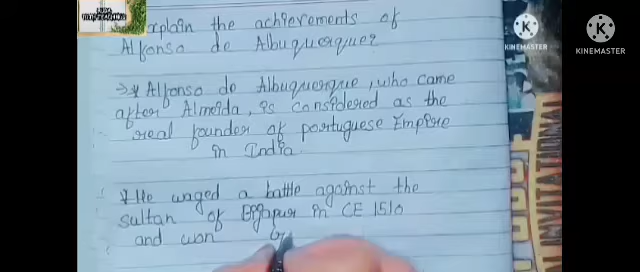 explain the achievements of
Alfonso de Albuquerque?
⇒* Alfonso de Albuquerque, who came
after Almeida, is considered as the
real founder of portuguese Empire
in India.
* He waged a battle against the
sultan of Bijapur in CE 1510
and won
KINEMASTER
KINEMASTER
INVITATIONAL